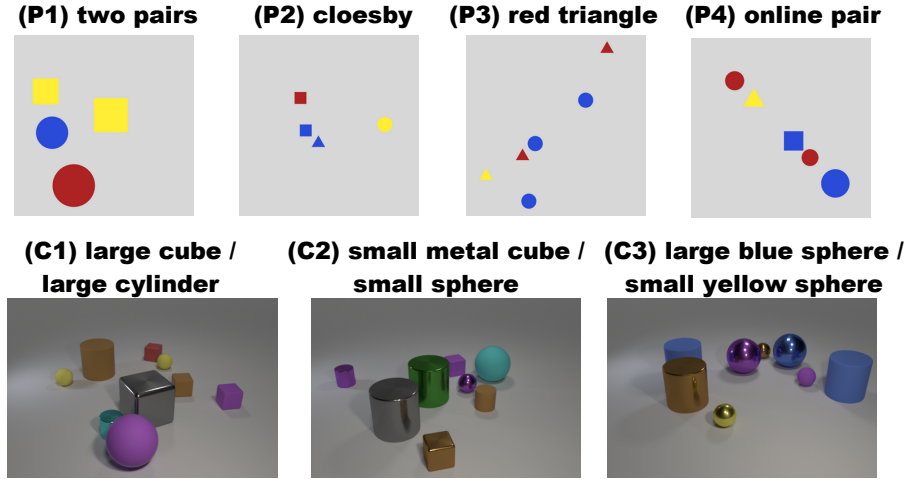 (P1) two pairs
(P2) cloesby
(P3) red triangle
(P4) online pair
(C1) large cube /
large cylinder
(C2) small metal cube /
small sphere
(C3) large blue sphere /
small yellow sphere